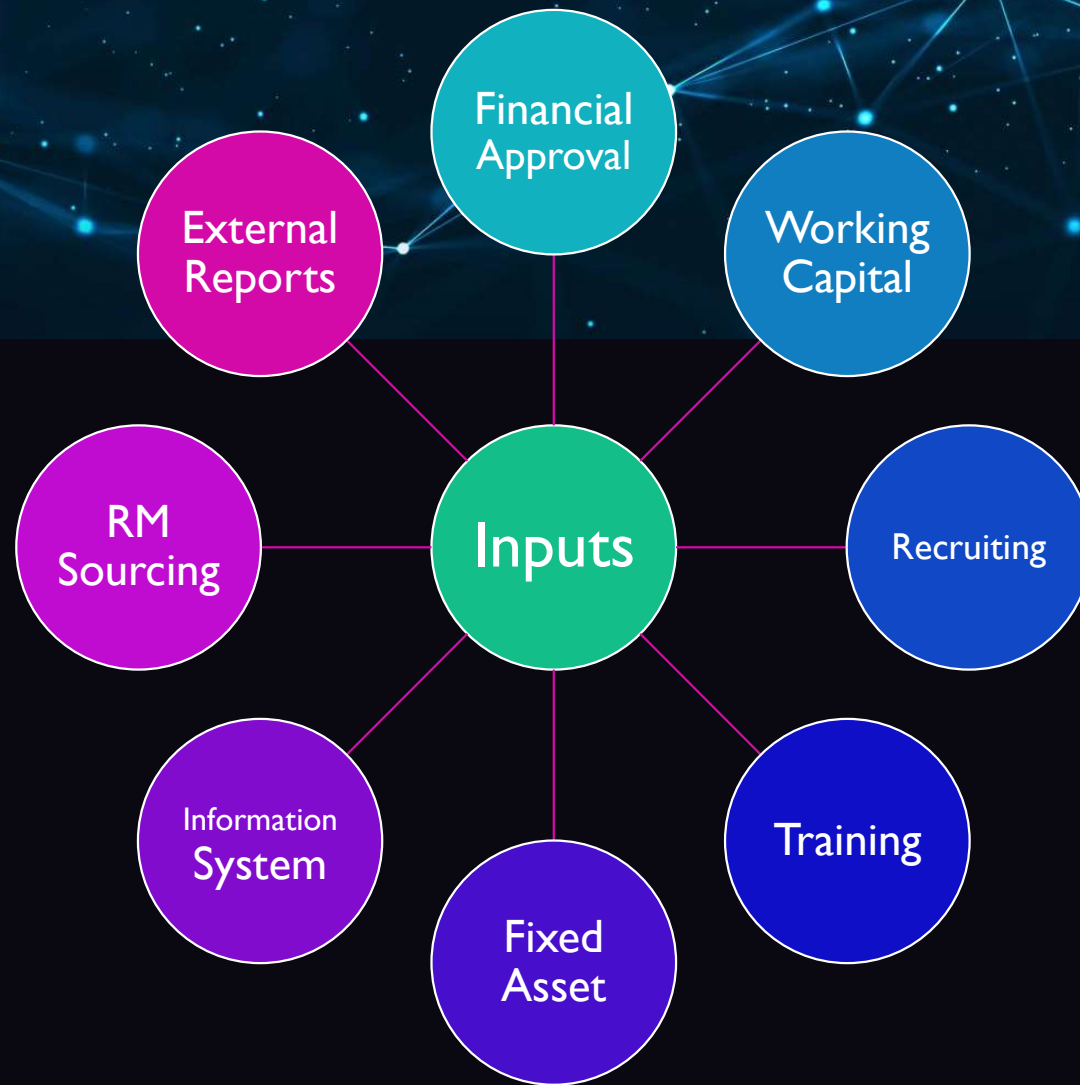 Financial
Approval
Working
Capital
Recruiting
Training
Fixed
Asset
Information
System
RM
Sourcing
External
Reports
Inputs